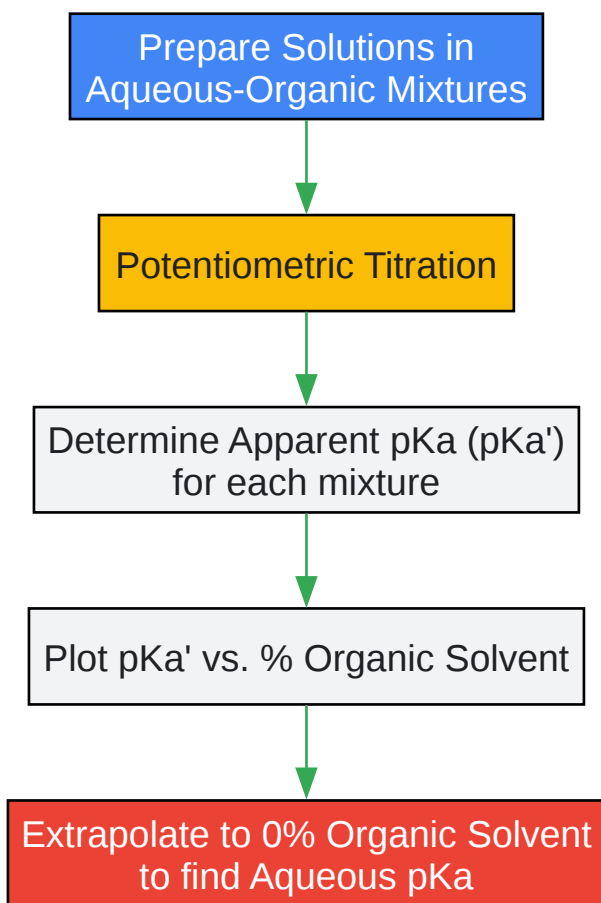 Prepare Solutions in
Aqueous-Organic Mixtures
Potentiometric Titration
Determine Apparent pKa (pKa')
for each mixture
Plot pKa' vs. % Organic Solvent
Extrapolate to 0% Organic Solvent
to find Aqueous pKa